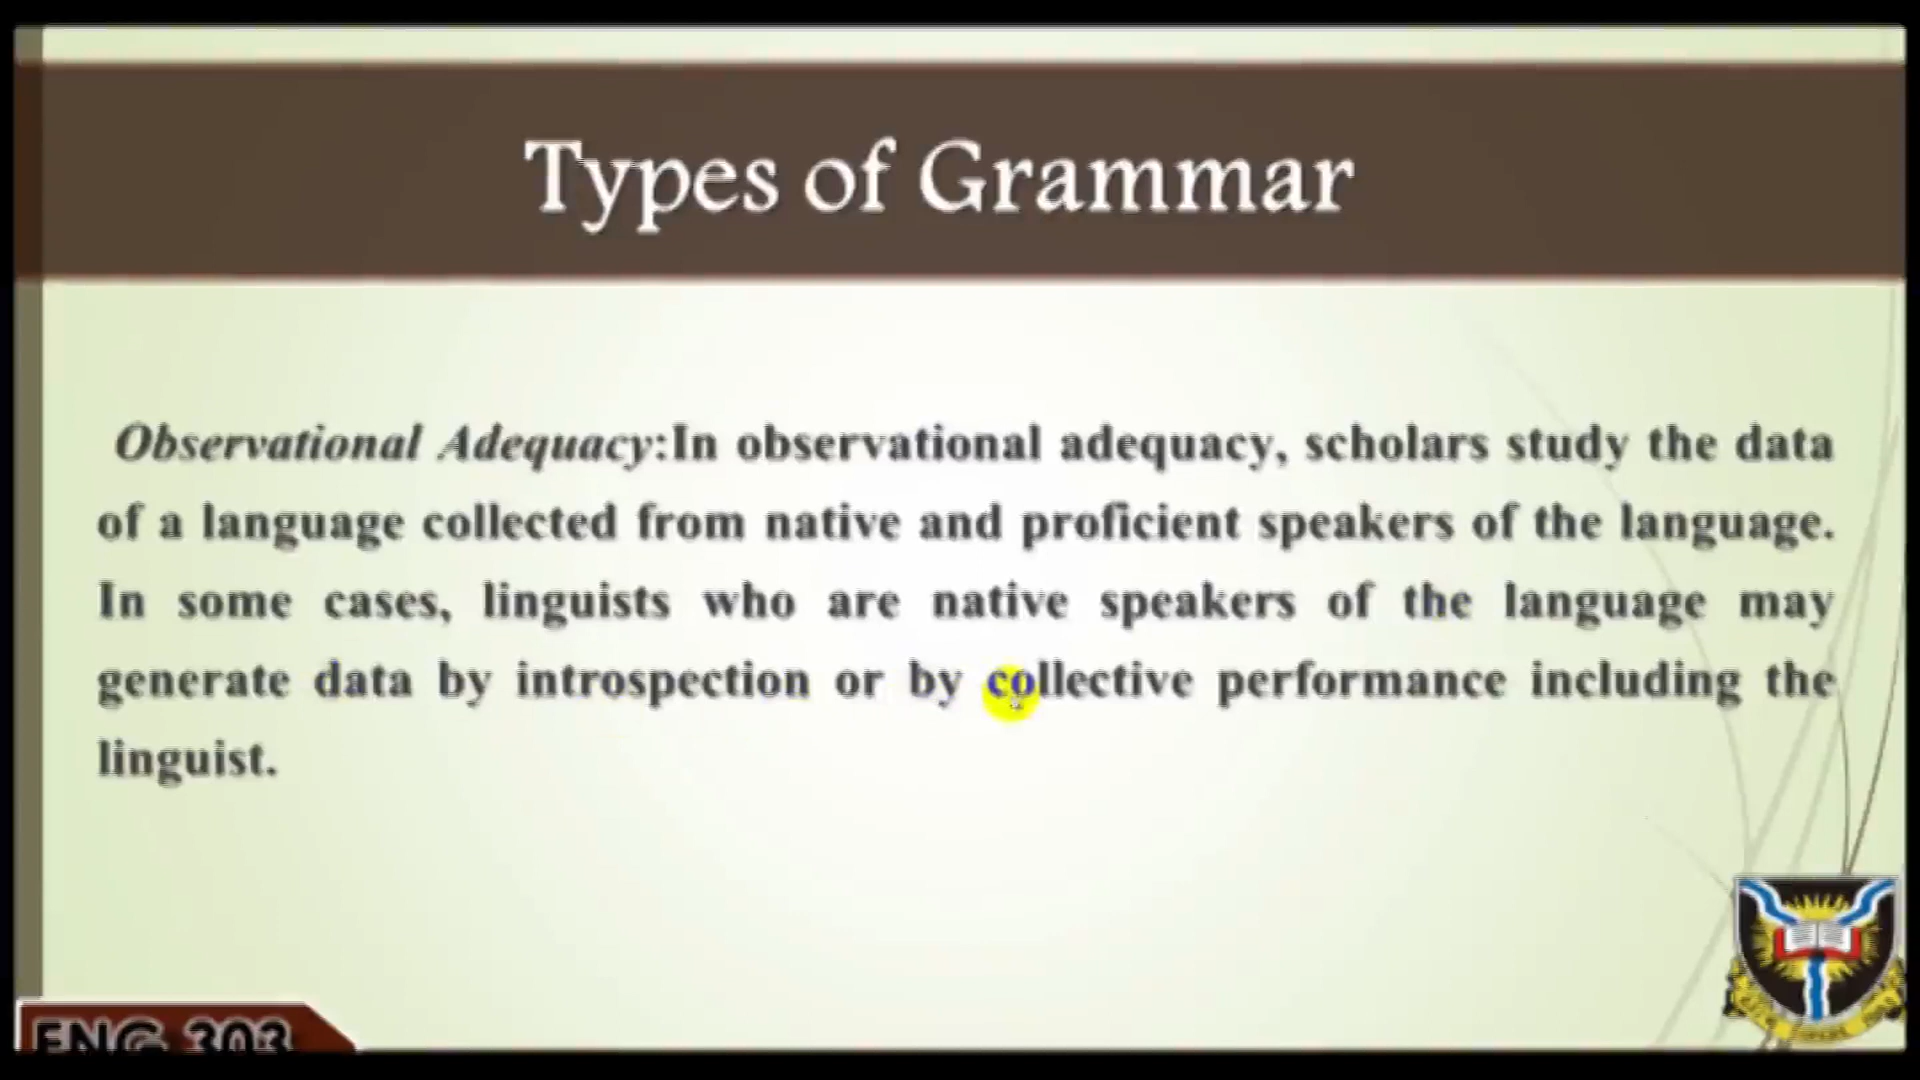 Types of Grammar
Observational Adequacy:In observational adequacy, scholars study the data
of a language collected from native and proficient speakers of the language.
In some cases, linguists who are native speakers of the language may
generate data by introspection or by collective performance including the
linguist.
ENG 303